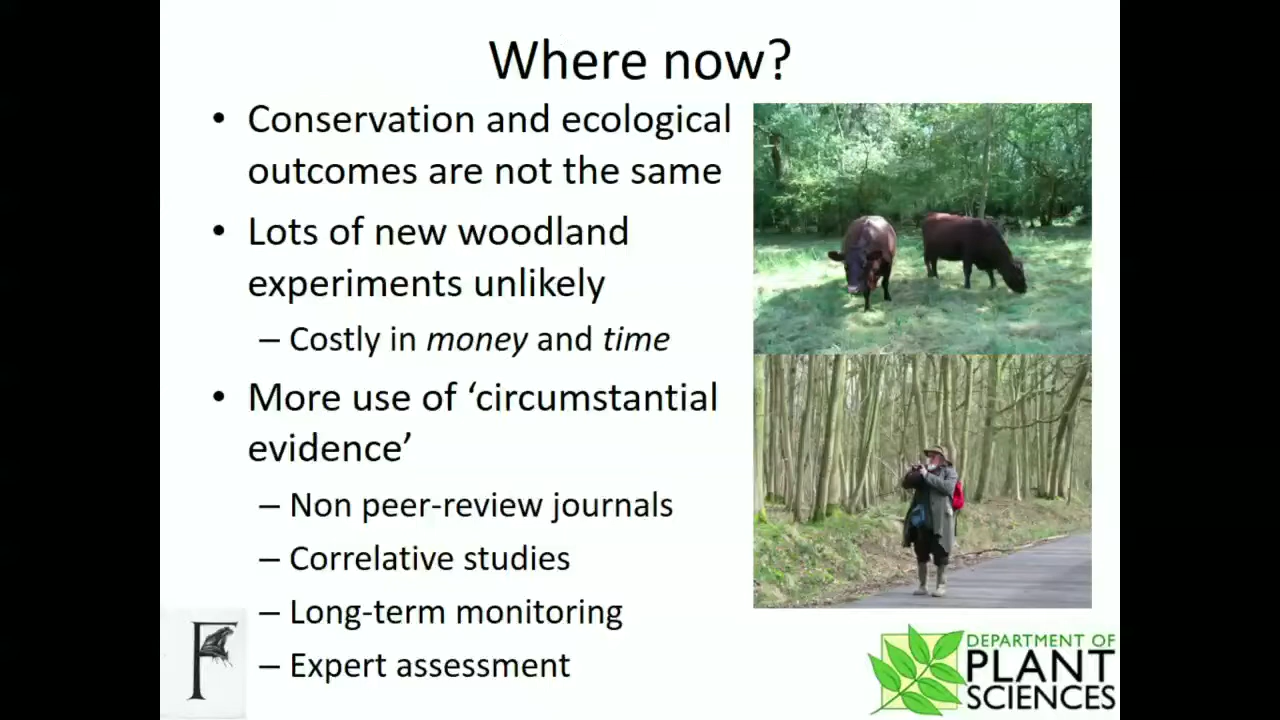 Where now?
• Conservation and ecological
outcomes are not the same
• Lots of new woodland
experiments unlikely
– Costly in money and time
• More use of ‘circumstantial
evidence’
– Non peer-review journals
– Correlative studies
– Long-term monitoring
– Expert assessment
F
DEPARTMENT OF
PLANT
SCIENCES